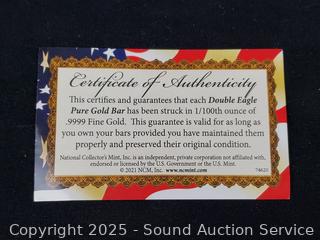 Certificate of Authenticity
This certifies and guarantees that each Double Eagle
Pure Gold Bar has been struck in 1/100th ounce of
.9999 Fine Gold. This guarantee is valid for as long as
you own your bars provided you have maintained them
properly and preserved their original condition.
National Collector's Mint, Inc. is an independent, private corporation not affiliated with,
endorsed or licensed by the U.S. Government or the U.S. Mint.
© 2021 NCM, Inc. www.ncmint.com
74620
Copyright 2025 - Sound Auction Service